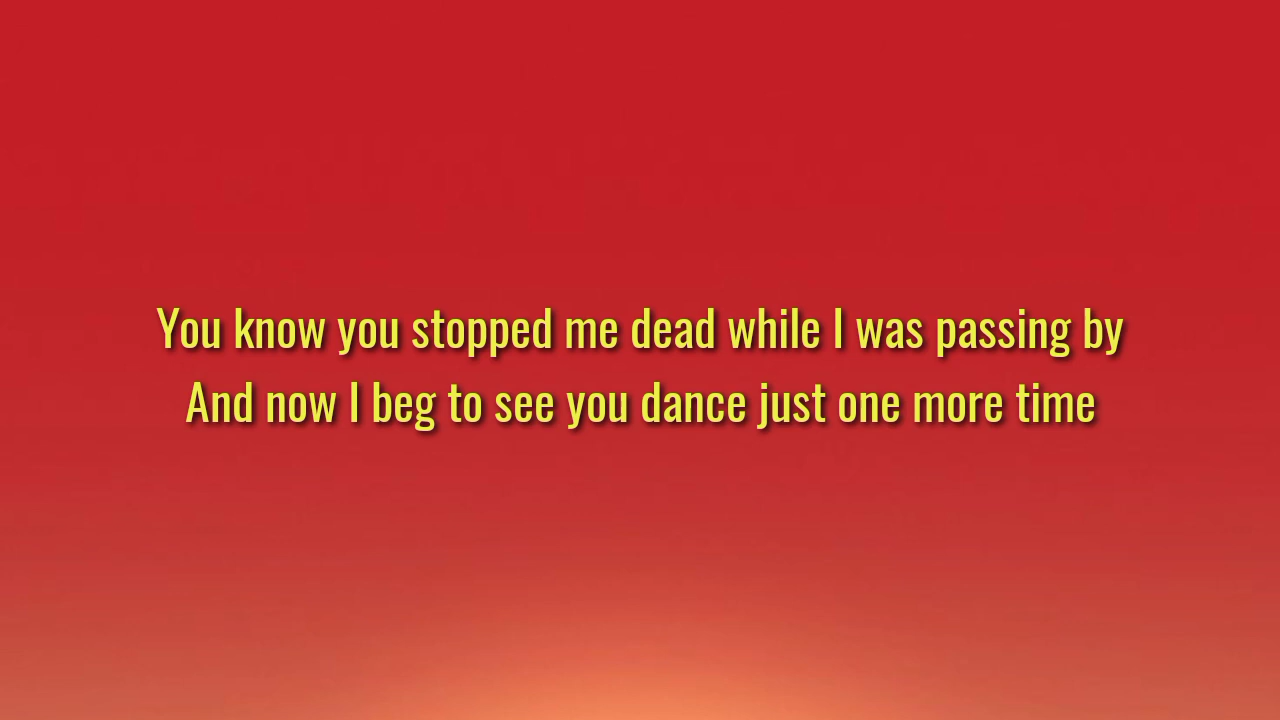 You know you stopped me dead while I was passing by
And now I beg to see you dance just one more time